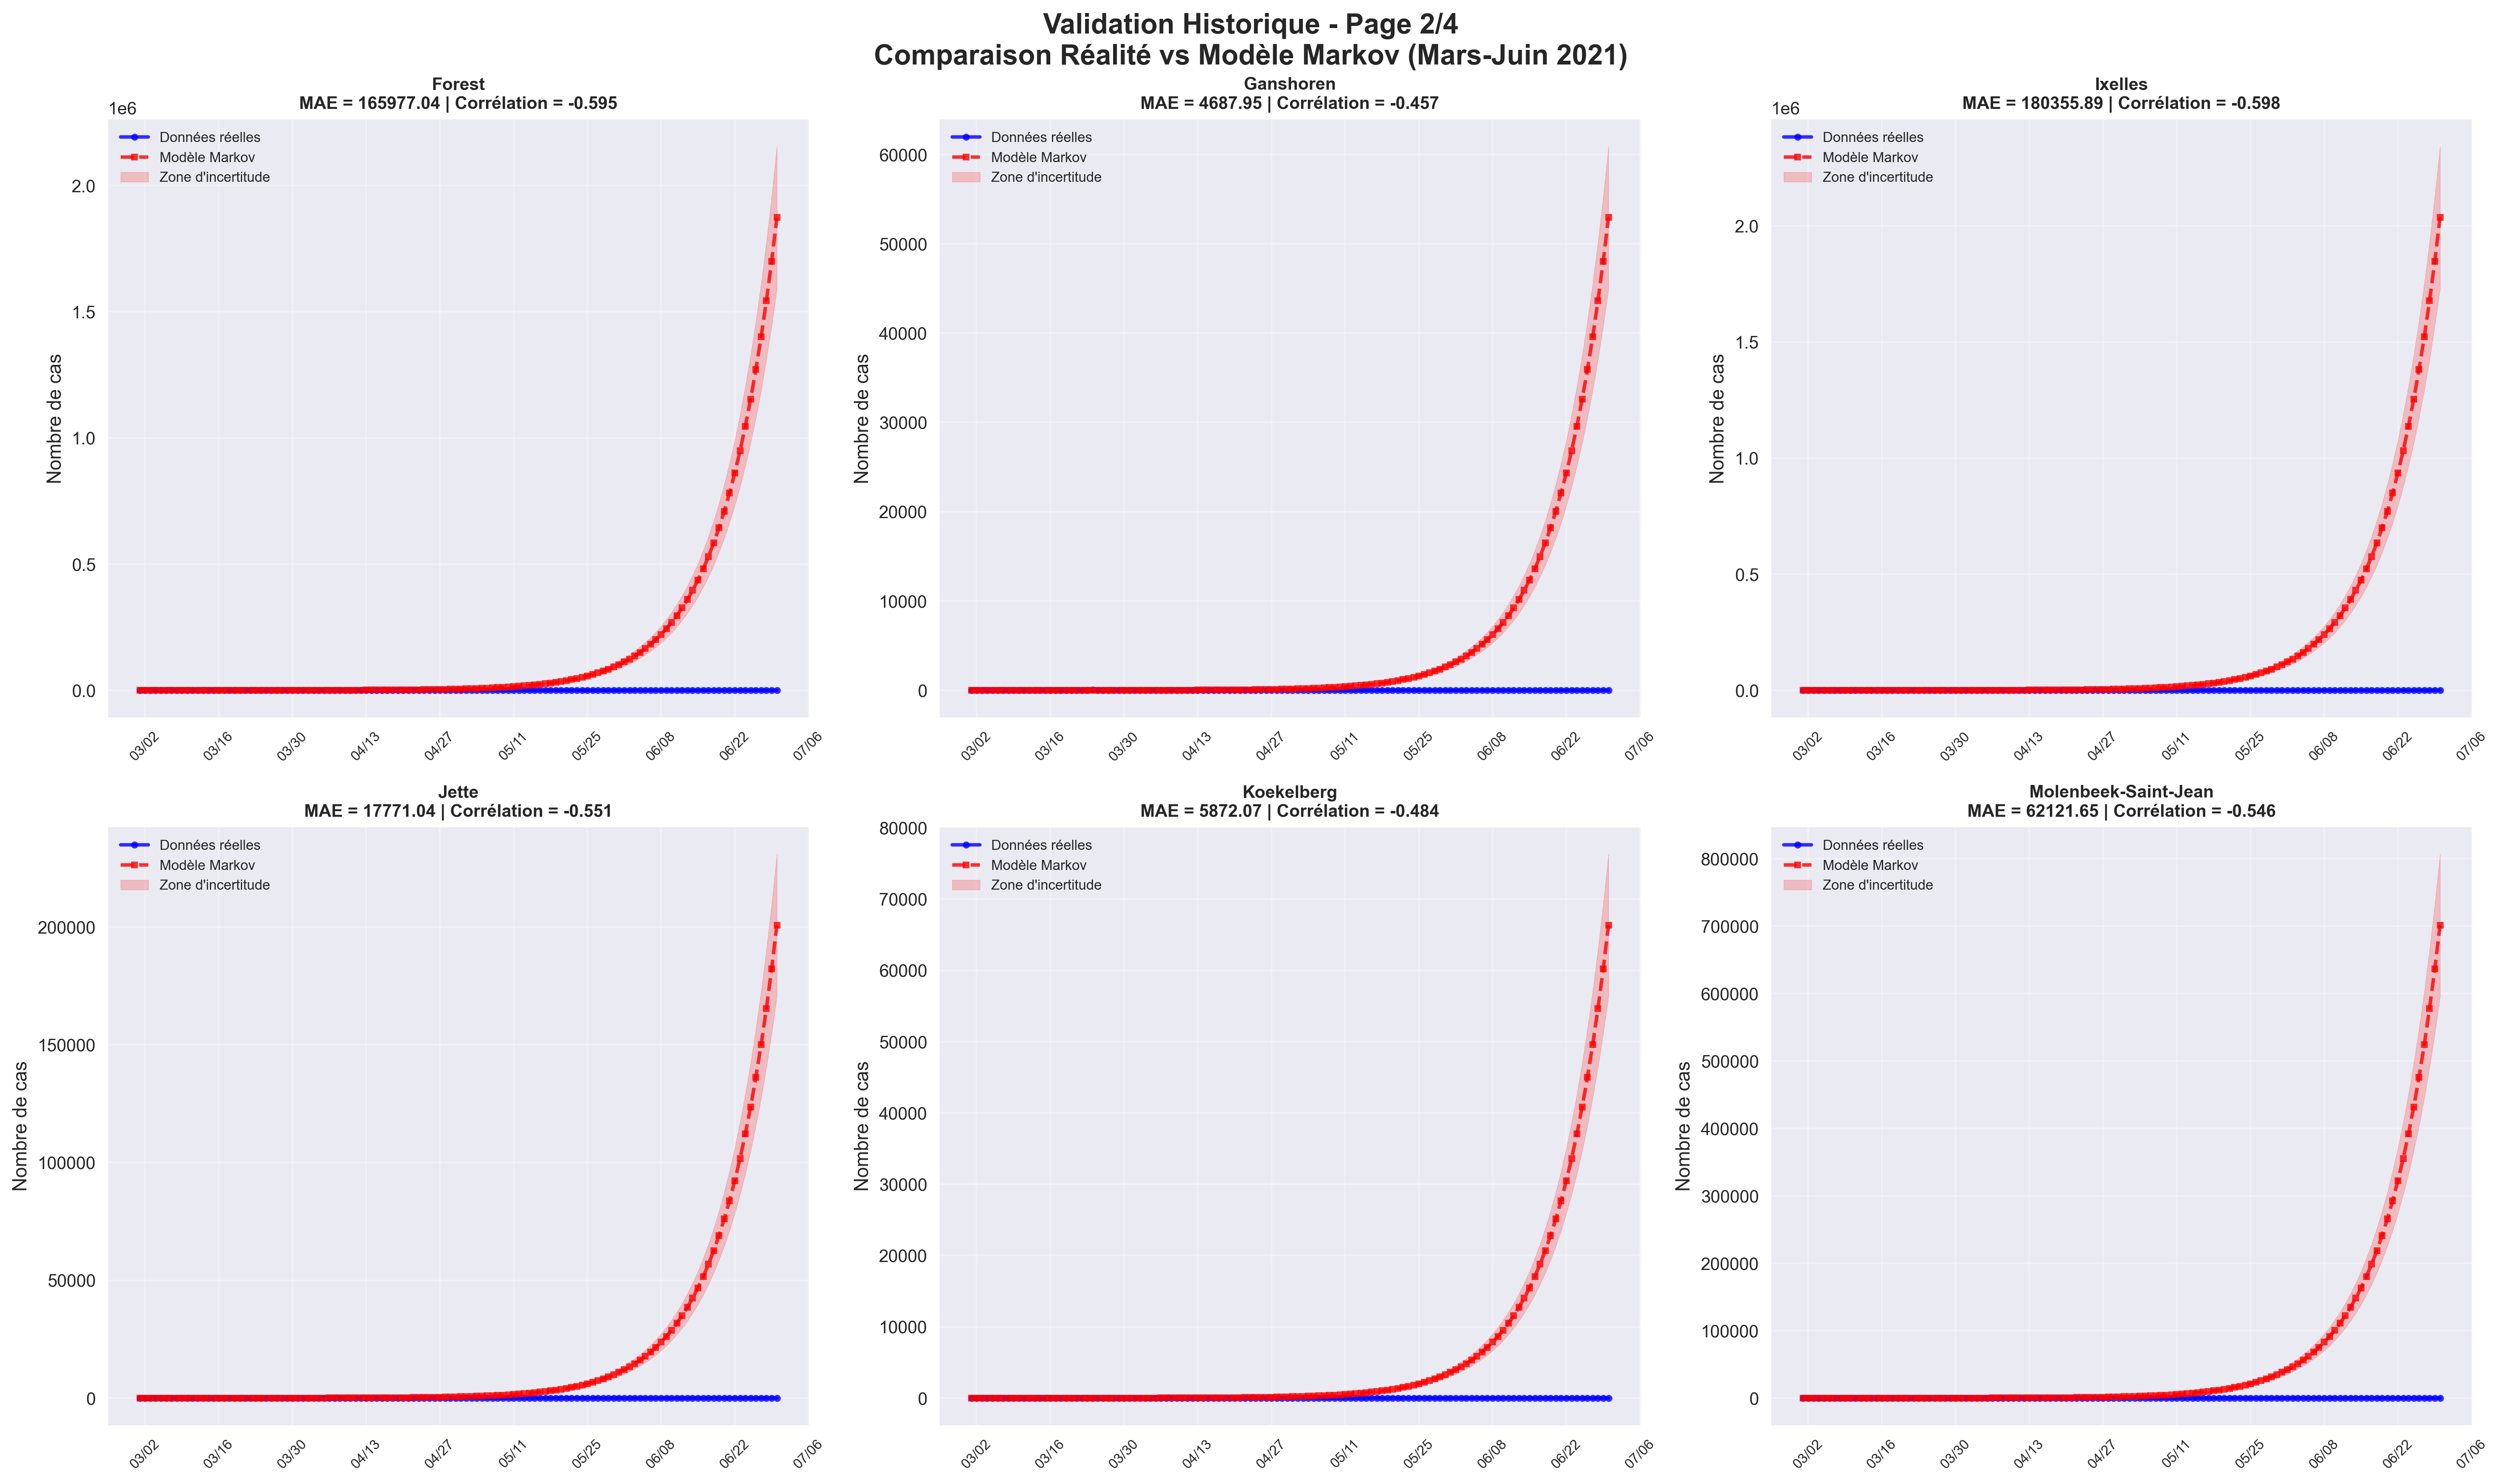 Validation Historique - Page 2/4
Comparaison Réalité vs Modèle Markov (Mars-Juin 2021)
Forest
MAE = 165977.04 | Corrélation = -0.595
1e6
Données réelles
Modèle Markov
Zone d'incertitude
Nombre de cas
2.0
1.5
1.0
0.5
0.0
03/02
03/16
03/30
04/13
04/27
05/11
05/25
06/08
06/22
07/06
Ganshoren
MAE = 4687.95 | Corrélation = -0.457
Données réelles
Modèle Markov
Zone d'incertitude
Nombre de cas
60000
50000
40000
30000
20000
10000
0
03/02
03/16
03/30
04/13
04/27
05/11
05/25
06/08
06/22
07/06
Ixelles
MAE = 180355.89 | Corrélation = -0.598
1e6
Données réelles
Modèle Markov
Zone d'incertitude
Nombre de cas
2.0
1.5
1.0
0.5
0.0
03/02
03/16
03/30
04/13
04/27
05/11
05/25
06/08
06/22
07/06
Jette
MAE = 17771.04 | Corrélation = -0.551
Données réelles
Modèle Markov
Zone d'incertitude
Nombre de cas
200000
150000
100000
50000
0
03/02
03/16
03/30
04/13
04/27
05/11
05/25
06/08
06/22
07/06
Koekelberg
MAE = 5872.07 | Corrélation = -0.484
Données réelles
Modèle Markov
Zone d'incertitude
Nombre de cas
80000
70000
60000
50000
40000
30000
20000
10000
0
03/02
03/16
03/30
04/13
04/27
05/11
05/25
06/08
06/22
07/06
Molenbeek-Saint-Jean
MAE = 62121.65 | Corrélation = -0.546
Données réelles
Modèle Markov
Zone d'incertitude
Nombre de cas
800000
700000
600000
500000
400000
300000
200000
100000
0
03/02
03/16
03/30
04/13
04/27
05/11
05/25
06/08
06/22
07/06